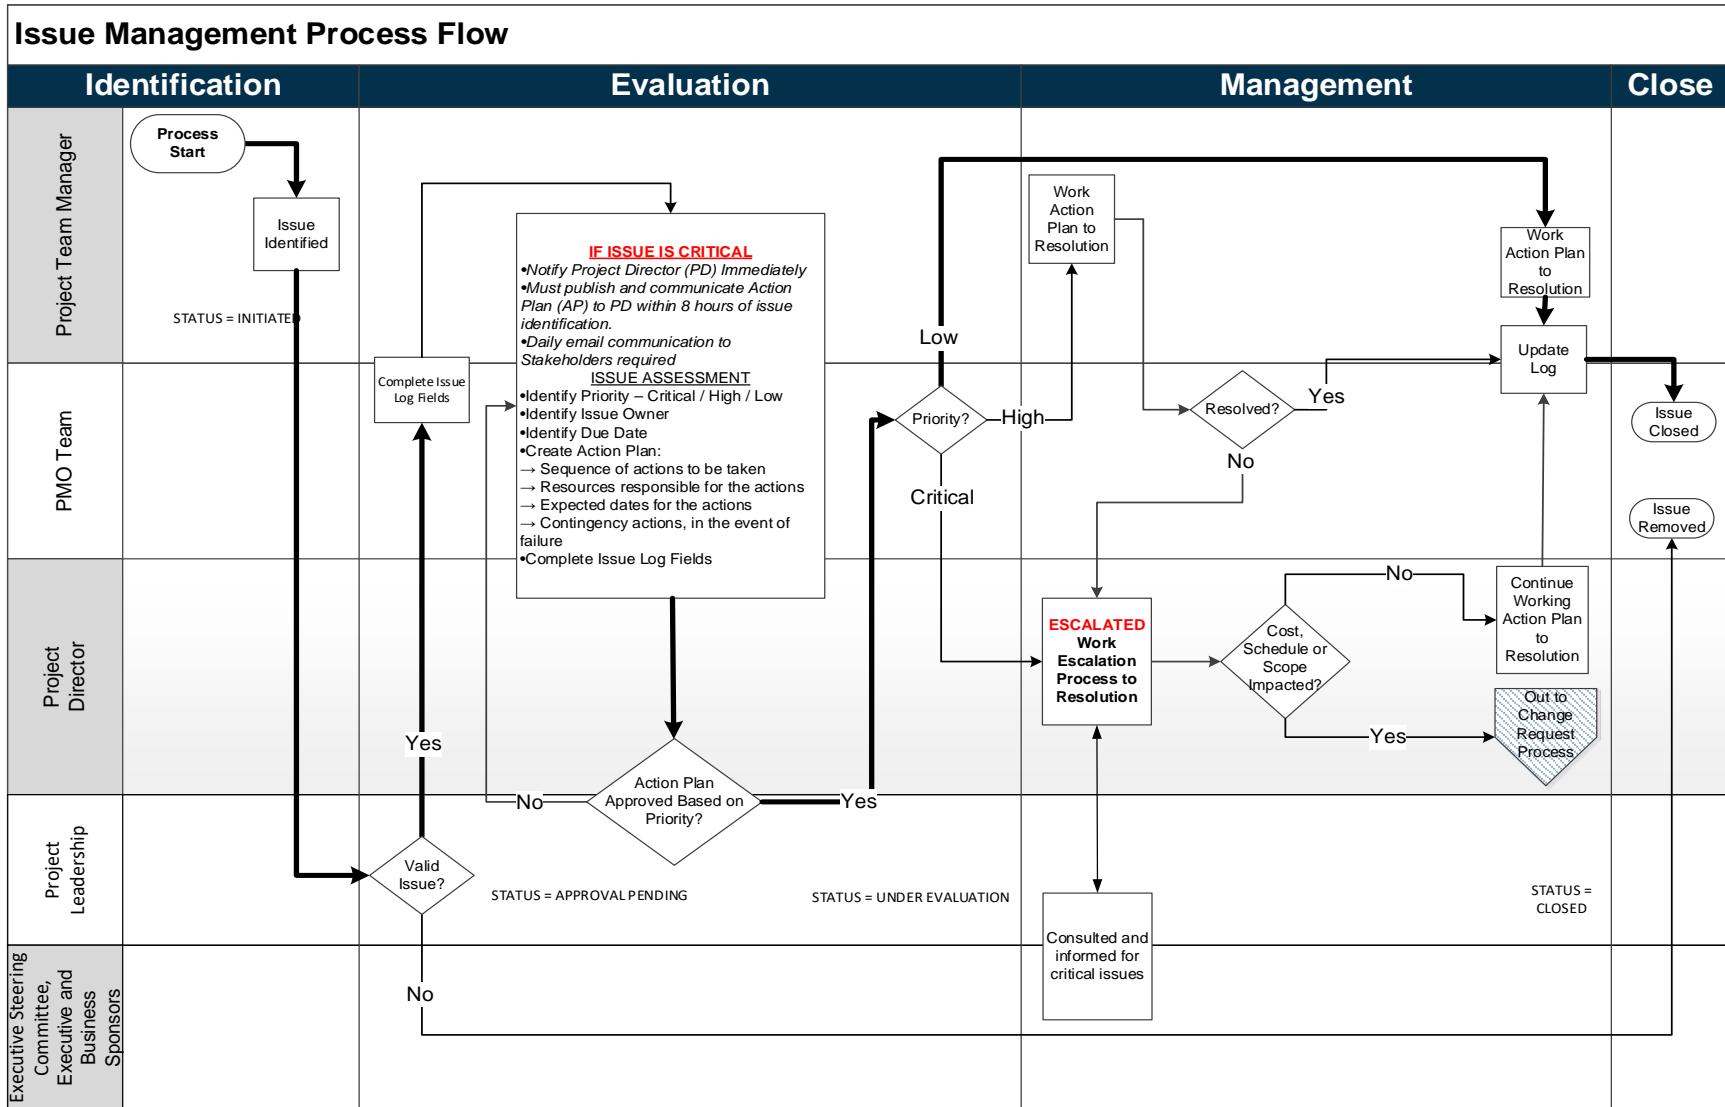 Issue Management Process Flow
Identification
Evaluation
Management
Close
Project Team Manager
Process
Start
Issue
Identified
STATUS = INITIATED
PMO Team
Complete Issue
Log Fields
IF ISSUE IS CRITICAL
•Notify Project Director (PD) Immediately
•Must publish and communicate Action
Plan (AP) to PD within 8 hours of issue
identification.
•Daily email communication to
Stakeholders required
ISSUE ASSESSMENT
•Identify Priority – Critical / High / Low
•Identify Issue Owner
•Identify Due Date
•Create Action Plan:
→ Sequence of actions to be taken
→ Resources responsible for the actions
→ Expected dates for the actions
→ Contingency actions, in the event of
failure
•Complete Issue Log Fields
Low
Priority?
High
Critical
Work
Action
Plan to
Resolution
Resolved?
Yes
No
Work
Action Plan
to
Resolution
Update
Log
Issue
Closed
Issue
Removed
Project
Director
Yes
No
Action Plan
Approved Based on
Priority?
Yes
ESCALATED
Work
Escalation
Process to
Resolution
Cost,
Schedule or
Scope
Impacted?
No
Yes
Continue
Working
Action Plan
to
Resolution
Out to
Change
Request
Process
Project
Leadership
Valid
Issue?
STATUS = APPROVAL PENDING
STATUS = UNDER EVALUATION
STATUS =
CLOSED
Executive Steering
Committee,
Executive and
Business
Sponsors
No
Consulted and
informed for
critical issues